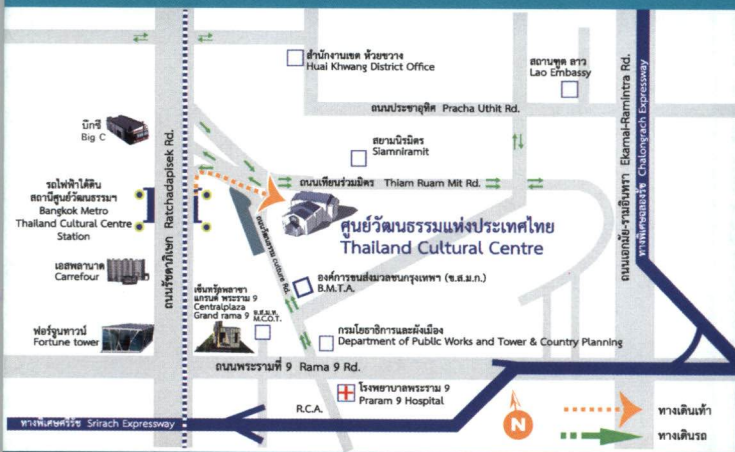 สำนักงานเขต ห้วยขวาง
Huai Khwang District Office
สถานทูต ลาว
Lao Embassy
ถนนประชาอุทิศ Pracha Uthit Rd.
บิ๊กซี
Big C
สยามนิรมิตร
Siamniramit
รถไฟฟ้าใต้ดิน
สถานีศูนย์วัฒนธรรมฯ
Bangkok Metro
Thailand Cultural Centre
Station
ถนนรัชดาภิเษก Ratchadapisek Rd.
ถนนเทียมร่วมมิตร Thiam Ruam Mit Rd.
ศูนย์วัฒนธรรมแห่งประเทศไทย
Thailand Cultural Centre
ถนนวัฒนธรรม Culture Rd.
ถนนเอกมัย-รามอินทรา Ekamai-Ramintra Rd.
ทางพิเศษฉลองรัช Chalongrach Expressway
เอสพลานาด
Carrefour
เซ็นทรัลพลาซา
แกรนด์ พระราม 9
Centralplaza
Grand rama 9
อ.ส.ม.ท.
M.C.O.T.
องค์การขนส่งมวลชนกรุงเทพฯ (ข.ส.ม.ก.)
B.M.T.A.
ฟอร์จูนทาวน์
Fortune tower
กรมโยธาธิการและผังเมือง
Department of Public Works and Tower & Country Planning
ถนนพระรามที่ 9 Rama 9 Rd.
โรงพยาบาลพระราม 9
Praram 9 Hospital
R.C.A.
ทางพิเศษศรีรัช Srirach Expressway
N
ทางเดินเท้า
ทางเดินรถ